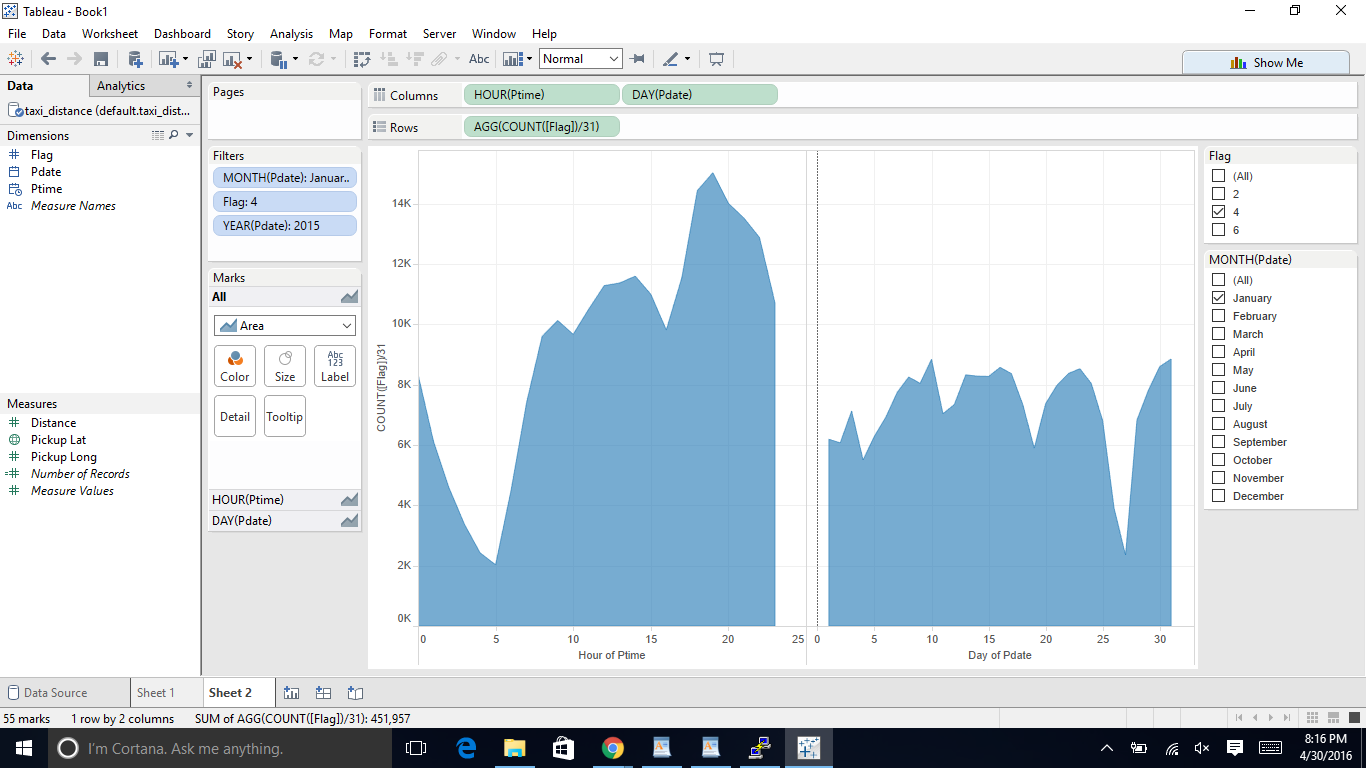 Tableau - Book1
File Data Worksheet Dashboard Story Analysis Map Format Server Window Help
Abc Normal Show Me
Data Analytics
taxi_distance (default.taxi_dist...
Dimensions
Flag
Pdate
Ptime
Abc Measure Names
Measures
Distance
Pickup Lat
Pickup Long
Number of Records
Measure Values
Pages
Filters
MONTH(Pdate): Januar..
Flag: 4
YEAR(Pdate): 2015
Marks
All
Area
Color Size Abc 123 Label
Detail Tooltip
HOUR(Ptime)
DAY(Pdate)
Columns HOUR(Ptime) DAY(Pdate)
Rows AGG(COUNT([Flag])/31)
COUNT([Flag])/31
14K
12K
10K
8K
6K
4K
2K
0K
0 5 10 15 20 25 0 5 10 15 20 25 30
Hour of Ptime Day of Pdate
Flag
(All)
2
4
6
MONTH(Pdate)
(All)
January
February
March
April
May
June
July
August
September
October
November
December
Data Source Sheet 1 Sheet 2
55 marks 1 row by 2 columns SUM of AGG(COUNT([Flag])/31): 451,957
I'm Cortana. Ask me anything.
8:16 PM
4/30/2016